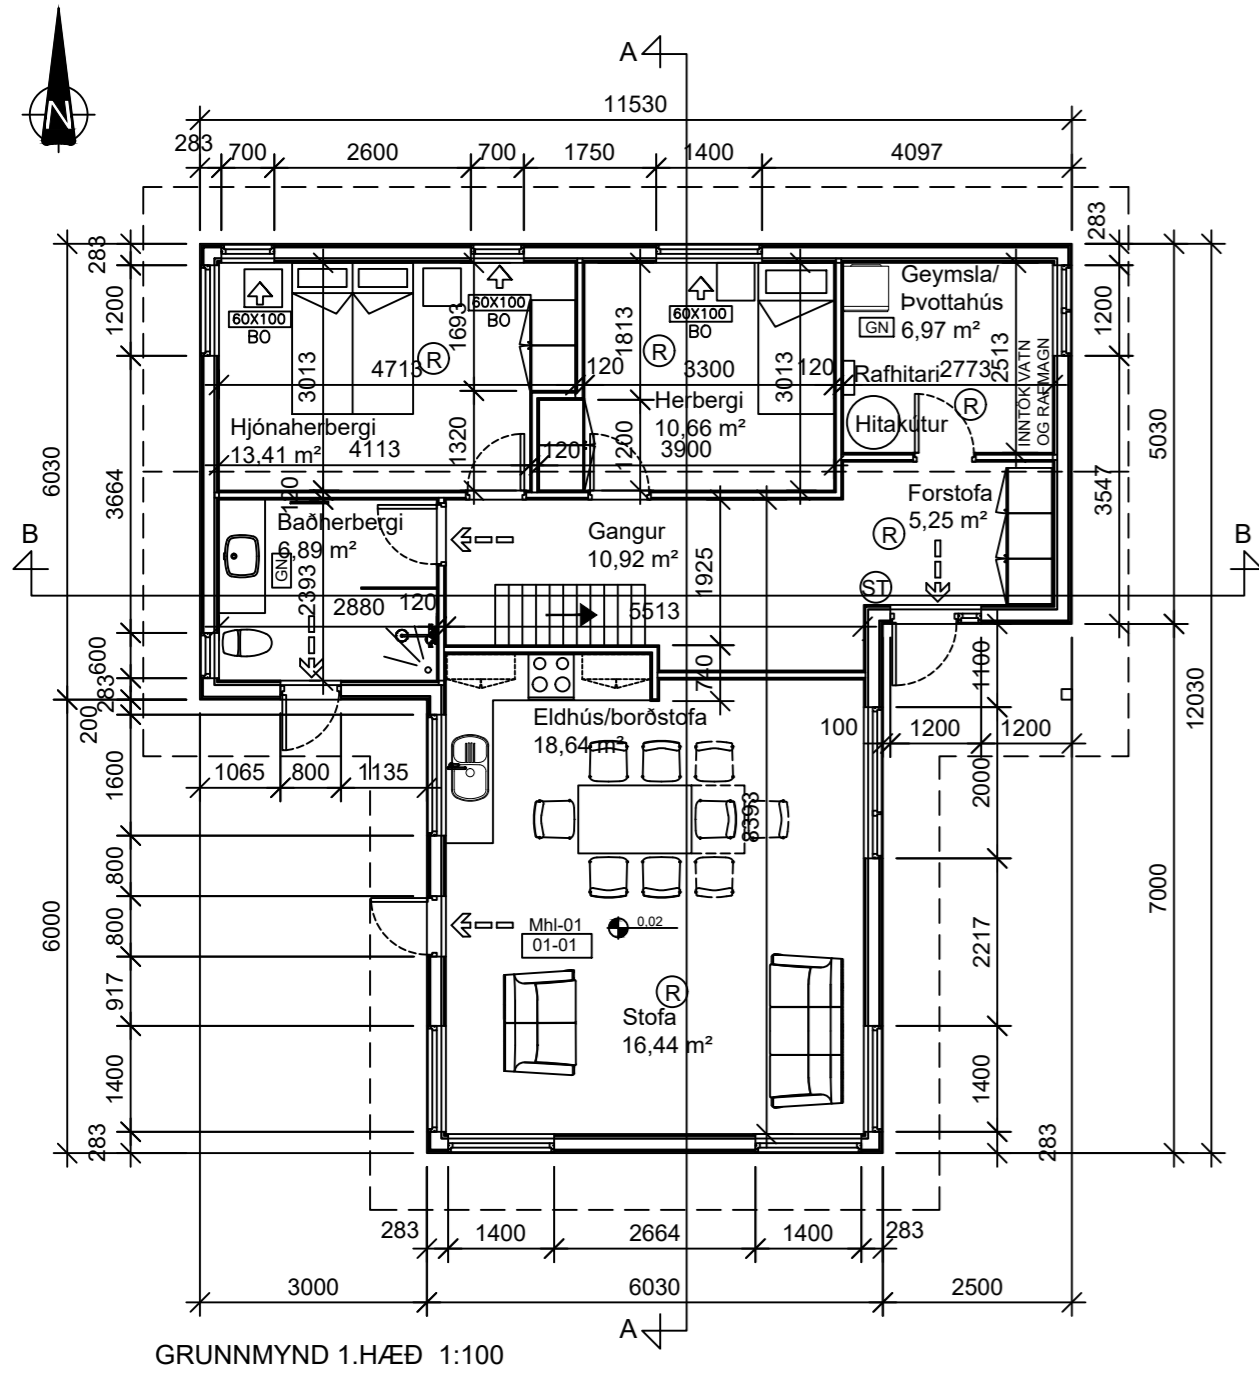 A
N
11530
283 700 2600 700 1750 1400 4097
283
1200
3664
6030
600
283
200
1600
800
800
917
1400
283
6000
283
1200
3547
5030
12030
7000
60X100
BO
60X100
BO
60X100
BO
Geymsla/
Þvottahús
6,97 m²
GN
1693
1813
3013
3013
2513
R
R
R
4713
120
3300
120
2773
Rafhitari
Hitakútur
INNTÖK VATN
OG RAFMAGN
Hjónaherbergi
13,41 m²
4113
1320
120
1200
Herbergi
10,66 m²
3900
120
Baðherbergi
6,89 m²
GN
2393
2880
120
Gangur
10,92 m²
1925
5513
Forstofa
5,25 m²
R
ST
B
B
740
Eldhús/borðstofa
18,64 m²
100
1100
1200 1200
2000
2217
1400
283
1065 800 1135
8393
Mhl-01
01-01
0,02
R
Stofa
16,44 m²
283 1400 2664 1400 283
3000 6030 2500
A
GRUNNMYND 1.HÆÐ 1:100